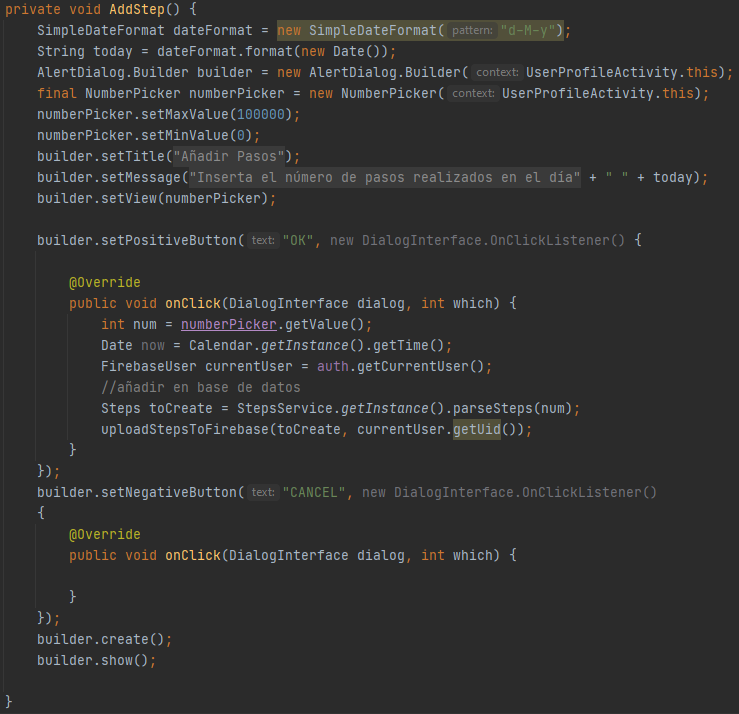 private void AddStep() {
    SimpleDateFormat dateFormat = new SimpleDateFormat( pattern: "d-M-y");
    String today = dateFormat.format(new Date());
    AlertDialog.Builder builder = new AlertDialog.Builder( context: UserProfileActivity.this);
    final NumberPicker numberPicker = new NumberPicker( context: UserProfileActivity.this);
    numberPicker.setMaxValue(100000);
    numberPicker.setMinValue(0);
    builder.setTitle("Añadir Pasos");
    builder.setMessage("Inserta el número de pasos realizados en el día" + " " + today);
    builder.setView(numberPicker);
    builder.setPositiveButton( text: "OK", new DialogInterface.OnClickListener() {
        @Override
        public void onClick(DialogInterface dialog, int which) {
            int num = numberPicker.getValue();
            Date now = Calendar.getInstance().getTime();
            FirebaseUser currentUser = auth.getCurrentUser();
            //añadir en base de datos
            Steps toCreate = StepsService.getInstance().parseSteps(num);
            uploadStepsToFirebase(toCreate, currentUser.getUid());
        }
    });
    builder.setNegativeButton( text: "CANCEL", new DialogInterface.OnClickListener()
    {
        @Override
        public void onClick(DialogInterface dialog, int which) {
        }
    });
    builder.create();
    builder.show();
}